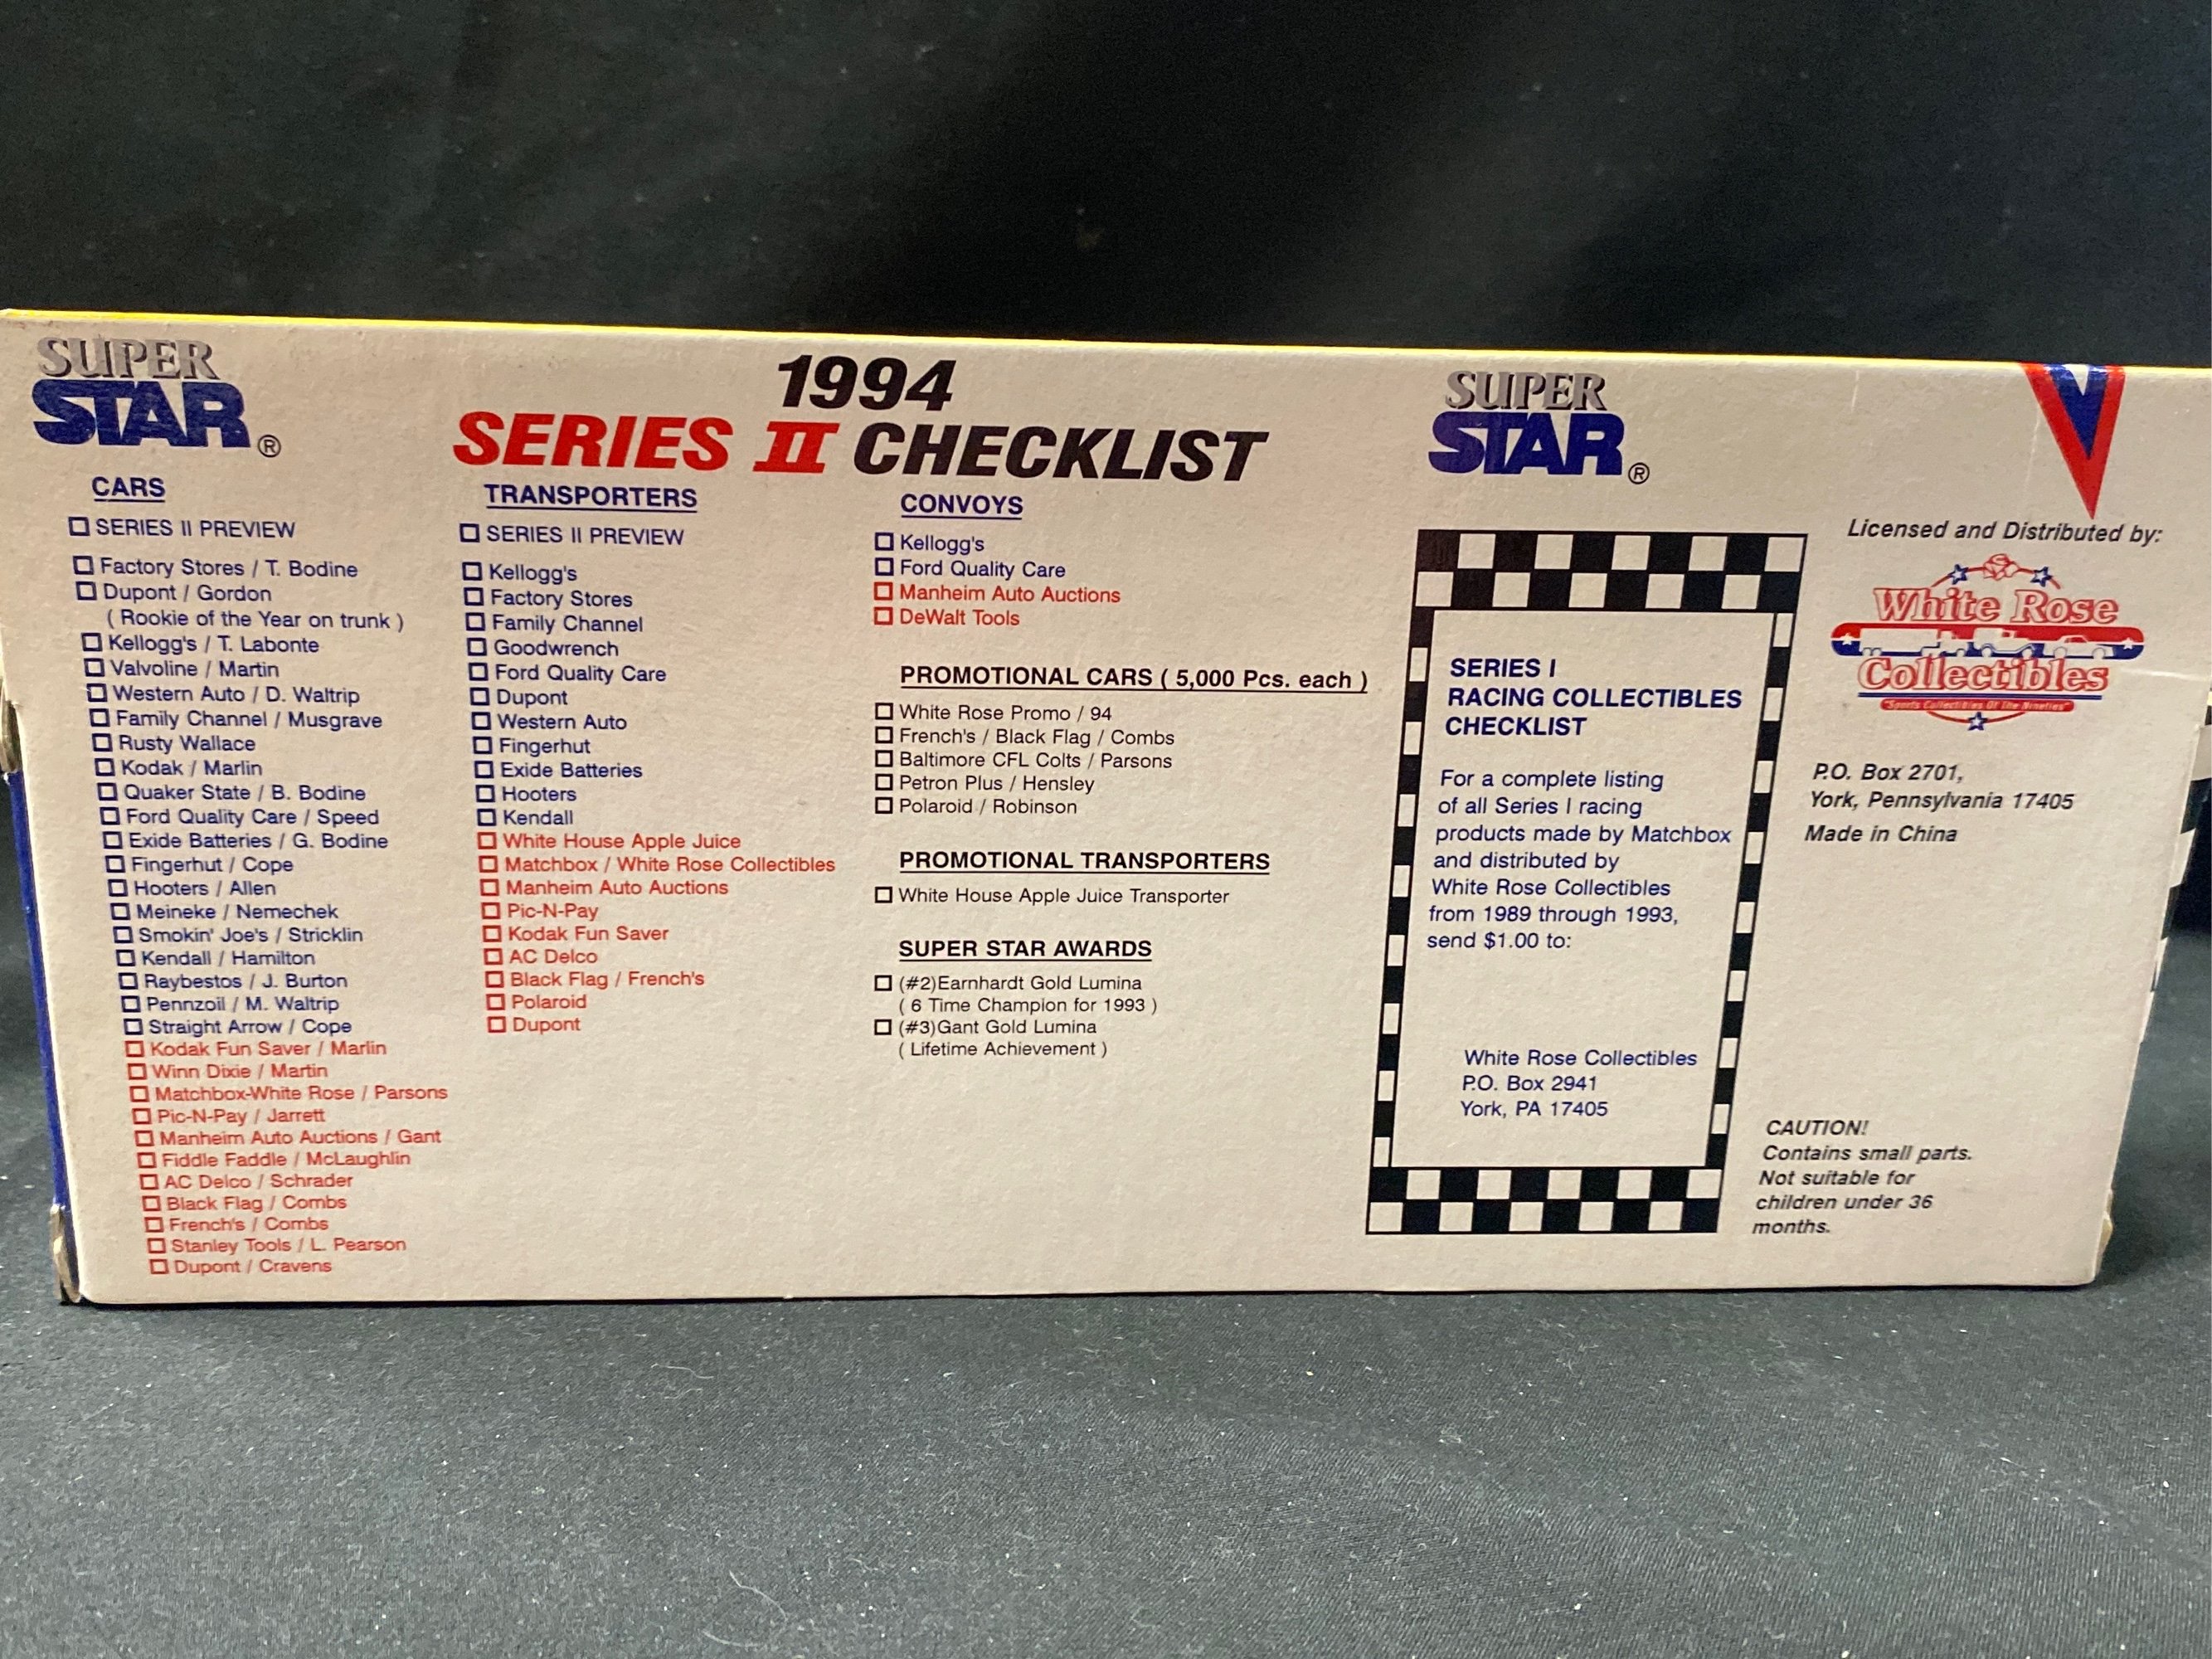 SUPER
STAR®
1994
SERIES II CHECKLIST
CARS
SERIES II PREVIEW
Factory Stores / T. Bodine
Dupont / Gordon
( Rookie of the Year on trunk )
Kellogg's / T. Labonte
Valvoline / Martin
Western Auto / D. Waltrip
Family Channel / Musgrave
Rusty Wallace
Kodak / Marlin
Quaker State / B. Bodine
Ford Quality Care / Speed
Exide Batteries / G. Bodine
Fingerhut / Cope
Hooters / Allen
Meineke / Nemechek
Smokin' Joe's / Stricklin
Kendall / Hamilton
Raybestos / J. Burton
Pennzoil / M. Waltrip
Straight Arrow / Cope
Kodak Fun Saver / Marlin
Winn Dixie / Martin
Matchbox-White Rose / Parsons
Pic-N-Pay / Jarrett
Manheim Auto Auctions / Gant
Fiddle Faddle / McLaughlin
AC Delco / Schrader
Black Flag / Combs
French's / Combs
Stanley Tools / L. Pearson
Dupont / Cravens
TRANSPORTERS
SERIES II PREVIEW
Kellogg's
Factory Stores
Family Channel
Goodwrench
Ford Quality Care
Dupont
Western Auto
Fingerhut
Exide Batteries
Hooters
Kendall
White House Apple Juice
Matchbox / White Rose Collectibles
Manheim Auto Auctions
Pic-N-Pay
Kodak Fun Saver
AC Delco
Black Flag / French's
Polaroid
Dupont
CONVOYS
Kellogg's
Ford Quality Care
Manheim Auto Auctions
DeWalt Tools
PROMOTIONAL CARS ( 5,000 Pcs. each )
White Rose Promo / 94
French's / Black Flag / Combs
Baltimore CFL Colts / Parsons
Petron Plus / Hensley
Polaroid / Robinson
PROMOTIONAL TRANSPORTERS
White House Apple Juice Transporter
SUPER STAR AWARDS
(#2)Earnhardt Gold Lumina
( 6 Time Champion for 1993 )
(#3)Gant Gold Lumina
( Lifetime Achievement )
SUPER
STAR®
SERIES I
RACING COLLECTIBLES
CHECKLIST
For a complete listing
of all Series I racing
products made by Matchbox
and distributed by
White Rose Collectibles
from 1989 through 1993,
send $1.00 to:
White Rose Collectibles
P.O. Box 2941
York, PA 17405
Licensed and Distributed by:
White Rose
Collectibles
"Sports Collectibles Of The Nineties"
P.O. Box 2701,
York, Pennsylvania 17405
Made in China
CAUTION!
Contains small parts.
Not suitable for
children under 36
months.